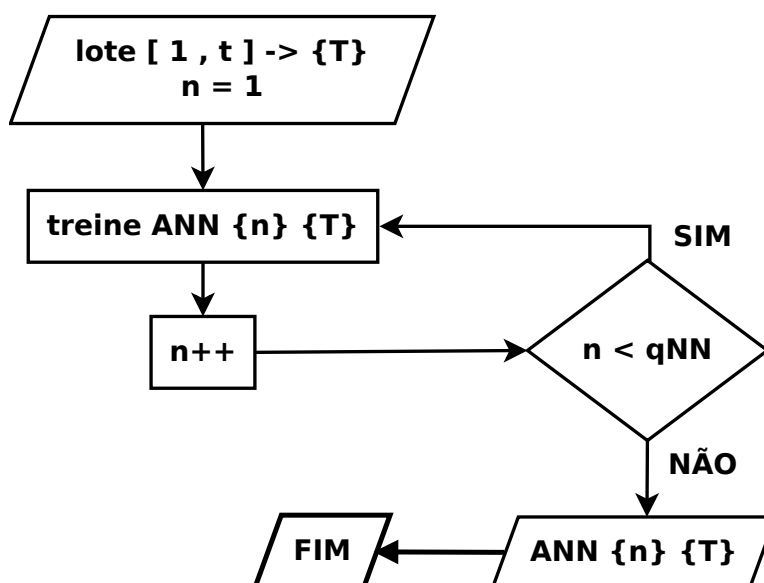 lote [ 1 , t ] -> {T}
n = 1
treine ANN {n} {T}
SIM
n++
n < qNN
NÃO
FIM
ANN {n} {T}